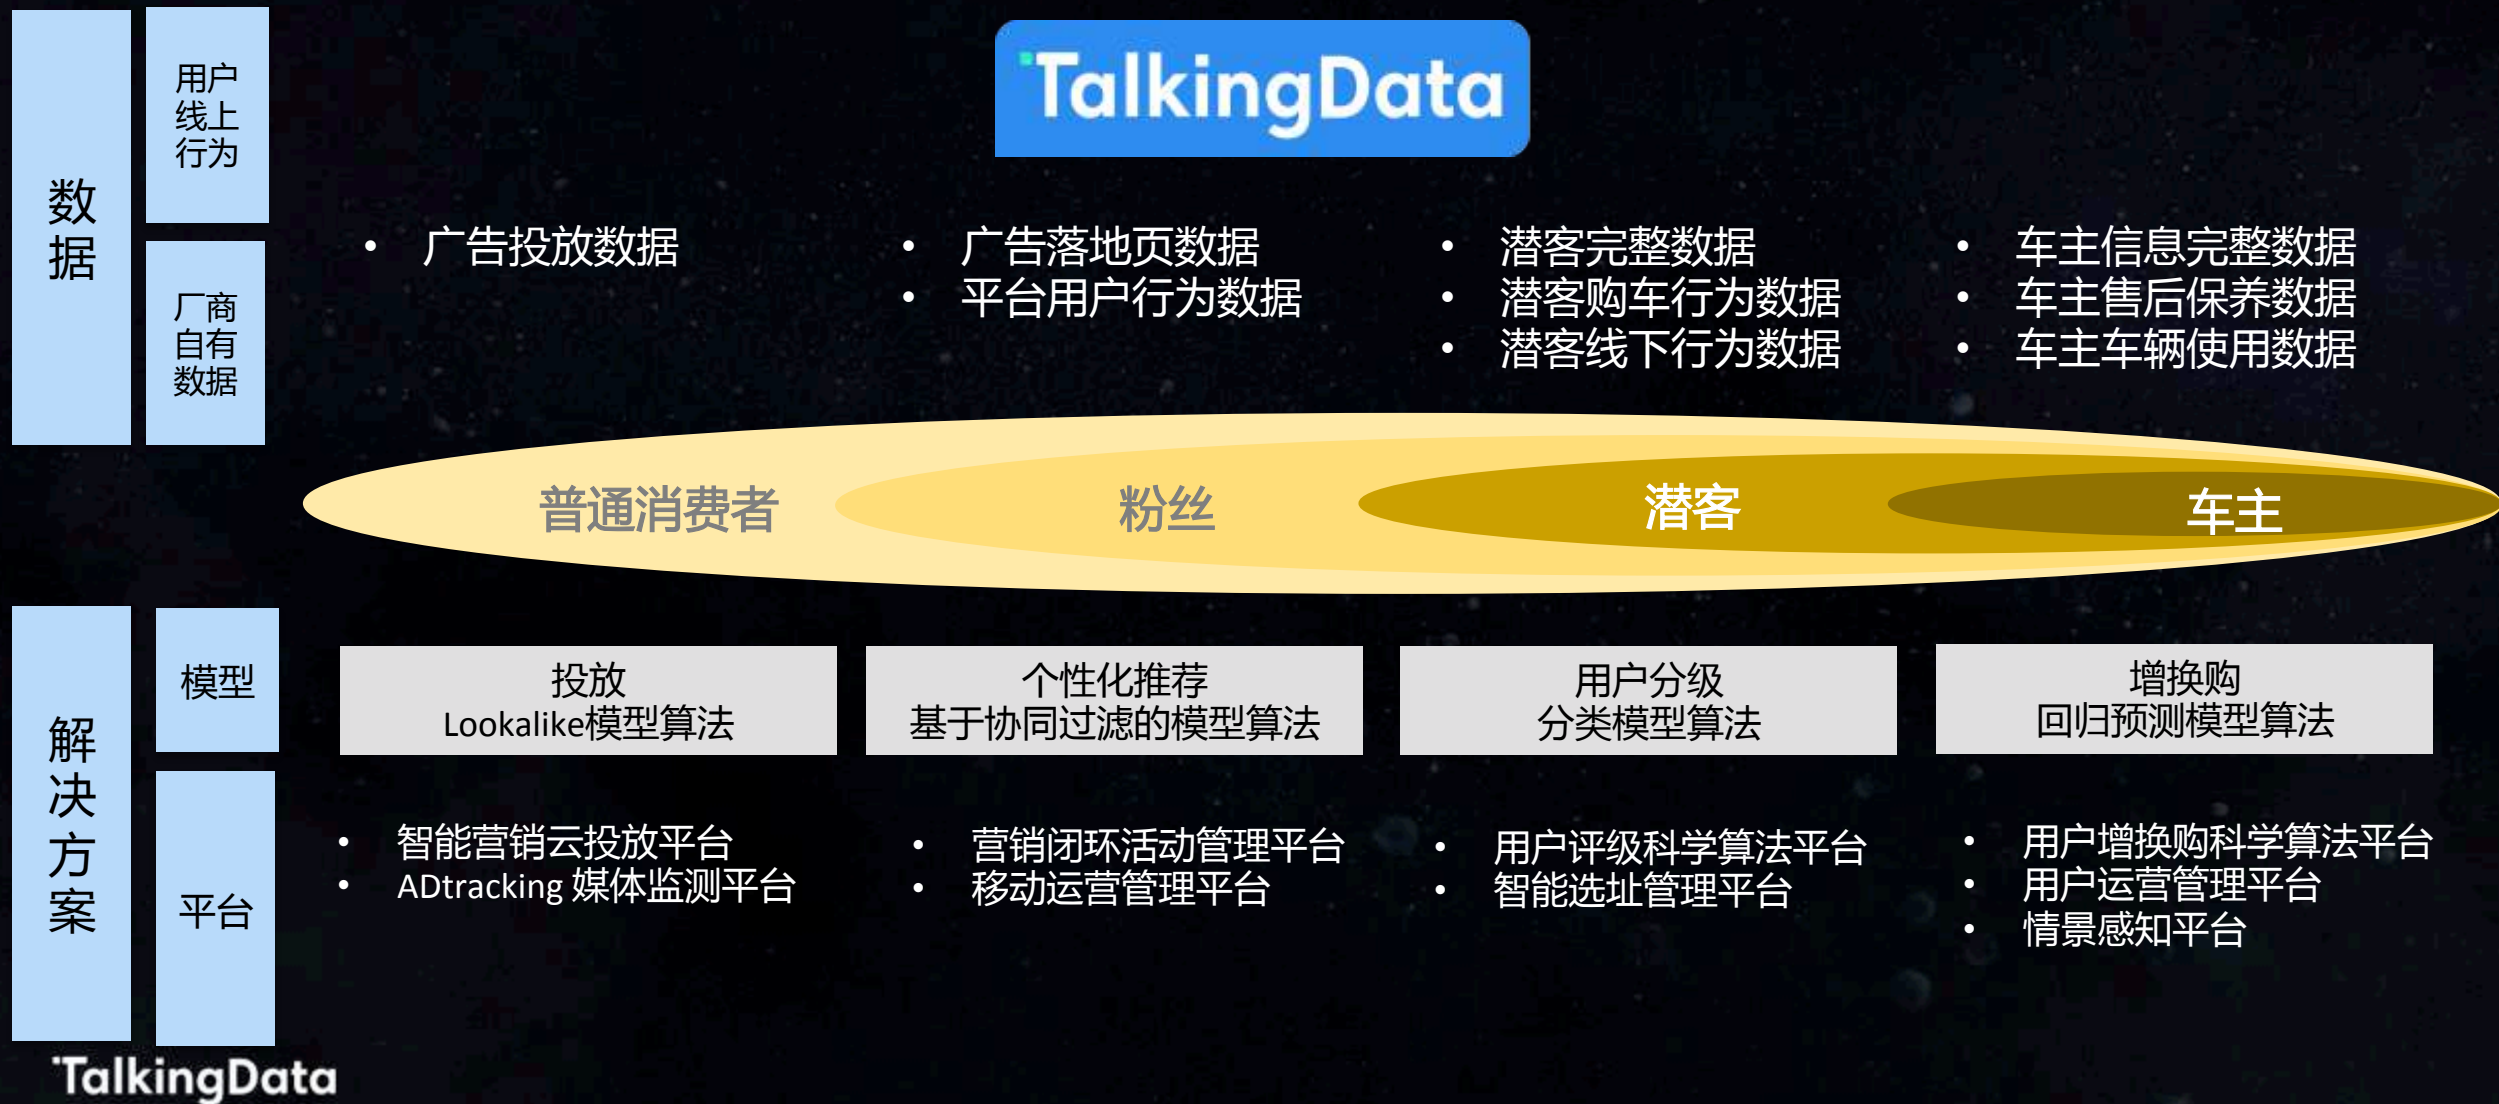 数据
用户
线上
行为
厂商
自有
数据
TalkingData
• 广告投放数据
• 广告落地页数据
• 平台用户行为数据
• 潜客完整数据
• 潜客购车行为数据
• 潜客线下行为数据
• 车主信息完整数据
• 车主售后保养数据
• 车主车辆使用数据
普通消费者
粉丝
潜客
车主
解决方案
模型
投放
Lookalike模型算法
个性化推荐
基于协同过滤的模型算法
用户分级
分类模型算法
增换购
回归预测模型算法
平台
• 智能营销云投放平台
• ADtracking 媒体监测平台
• 营销闭环活动管理平台
• 移动运营管理平台
• 用户评级科学算法平台
• 智能选址管理平台
• 用户增换购科学算法平台
• 用户运营管理平台
• 情景感知平台
TalkingData